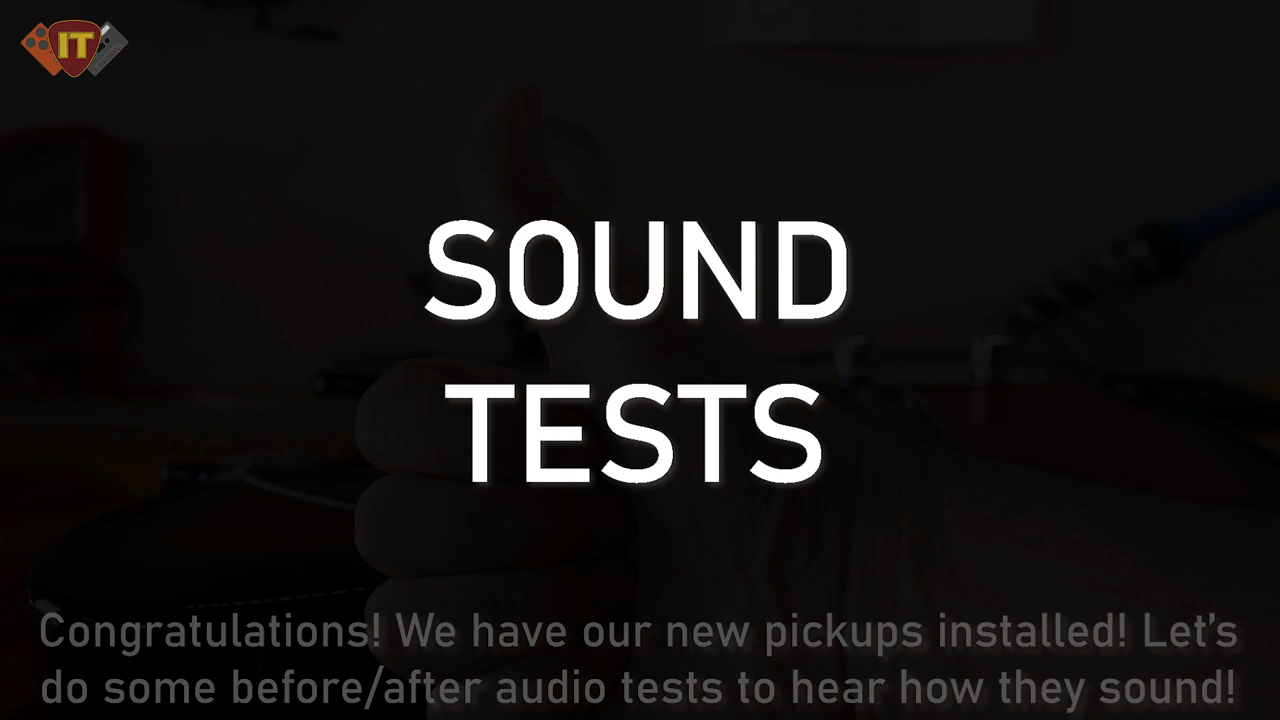 IT
SOUND
TESTS
Congratulations! We have our new pickups installed! Let's
do some before/after audio tests to hear how they sound!